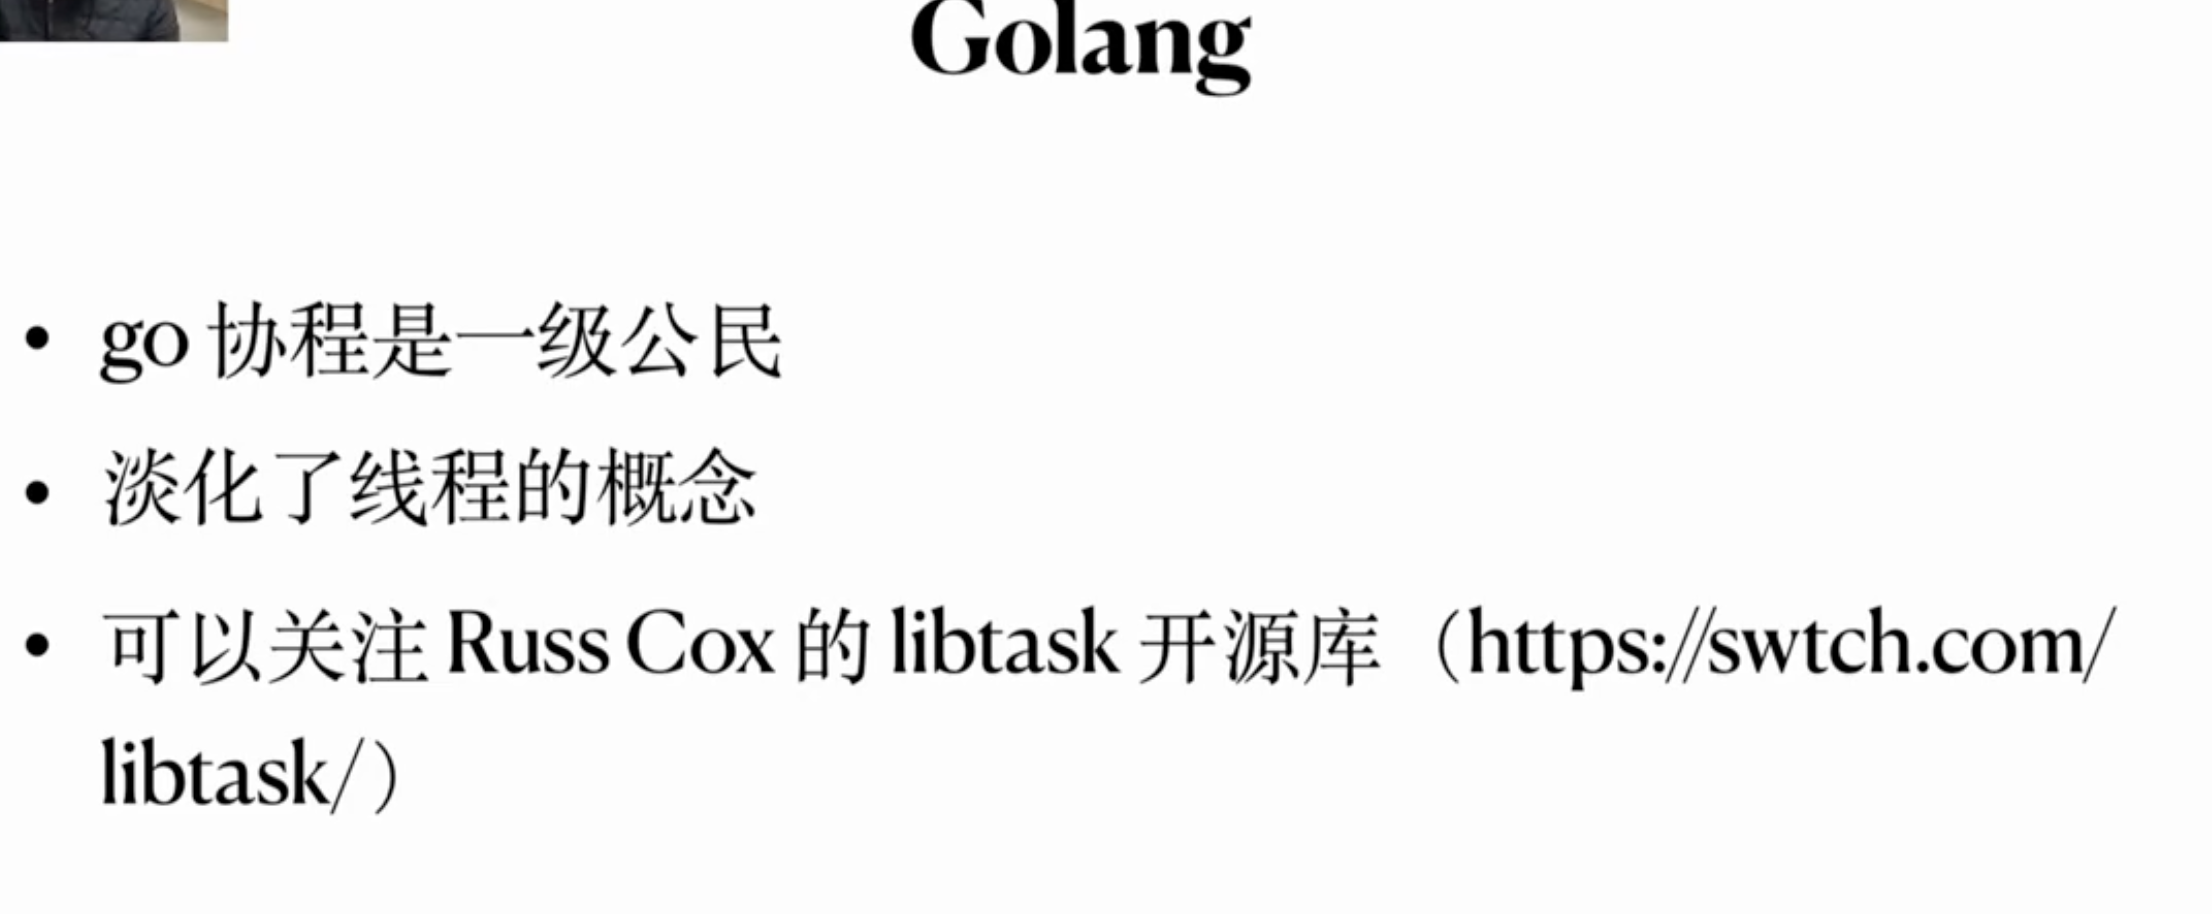 Golang
• go 协程是一级公民
• 淡化了线程的概念
• 可以关注 Russ Cox 的 libtask 开源库（https://swtch.com/
libtask/）